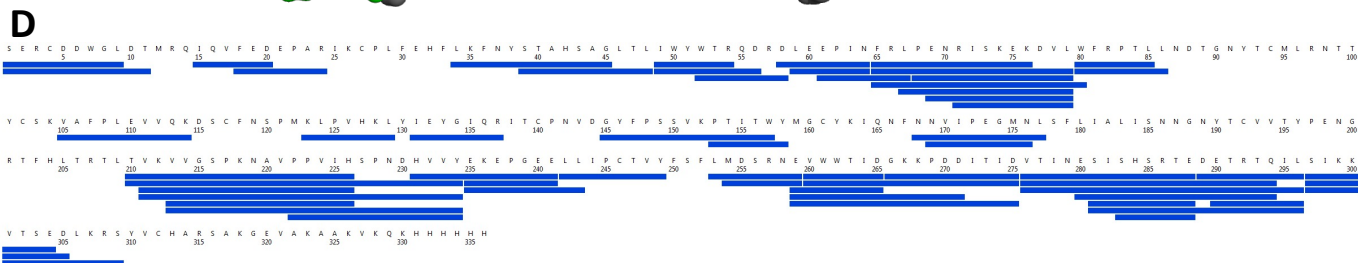 D
S E R C D D W G L D T M R Q I Q V F E D E P A R I K C P L F E H F L K F N Y S T A H S A G L T L I W Y W T R Q D R D L E E P I N F R L P E N R I S K E K D V L W F R P T L L N D T G N Y T C M L R N T T
5 10 15 20 25 30 35 40 45 50 55 60 65 70 75 80 85 90 95 100
Y C S K V A F P L E V V Q K D S C F N S P M K L P V H K L Y I E Y G I Q R I T C P N V D G Y F P S S V K P T I T W Y M G C Y K I Q N F N N V I P E G M N L S F L I A L I S N N G N Y T C V V T Y P E N G
105 110 115 120 125 130 135 140 145 150 155 160 165 170 175 180 185 190 195 200
R T F H L T R T L T V K V V G S P K N A V P P V I H S P N D H V V Y E K E P G E E L L I P C T V Y F S F L M D S R N E V W W T I D G K K P D D I T I D V T I N E S I S H S R T E D E T R T Q I L S I K K
205 210 215 220 225 230 235 240 245 250 255 260 265 270 275 280 285 290 295 300
V T S E D L K R S Y V C H A R S A K G E V A K A A K V K Q K H H H H H H
305 310 315 320 325 330 335